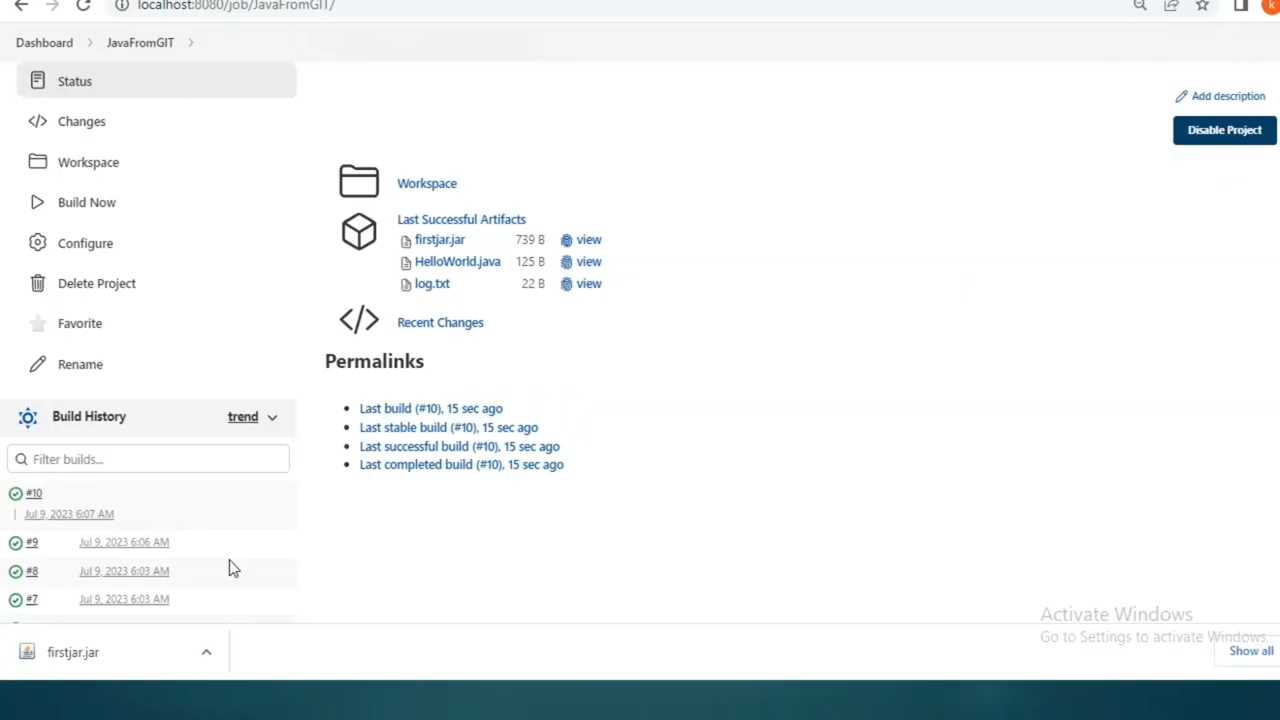 localhost:8080/job/JavaFromGIT/
k
Dashboard > JavaFromGIT >
Status
Add description
Changes
Disable Project
Workspace
Workspace
Build Now
Last Successful Artifacts
firstjar.jar 739 B view
Configure
HelloWorld.java 125 B view
Delete Project
log.txt 22 B view
Favorite
Recent Changes
Rename
Permalinks
Build History trend
Last build (#10), 15 sec ago
Last stable build (#10), 15 sec ago
Last successful build (#10), 15 sec ago
Last completed build (#10), 15 sec ago
Filter builds...
#10
Jul 9, 2023 6:07 AM
#9 Jul 9, 2023 6:06 AM
#8 Jul 9, 2023 6:03 AM
#7 Jul 9, 2023 6:03 AM
Activate Windows
Go to Settings to activate Windows.
firstjar.jar
Show all